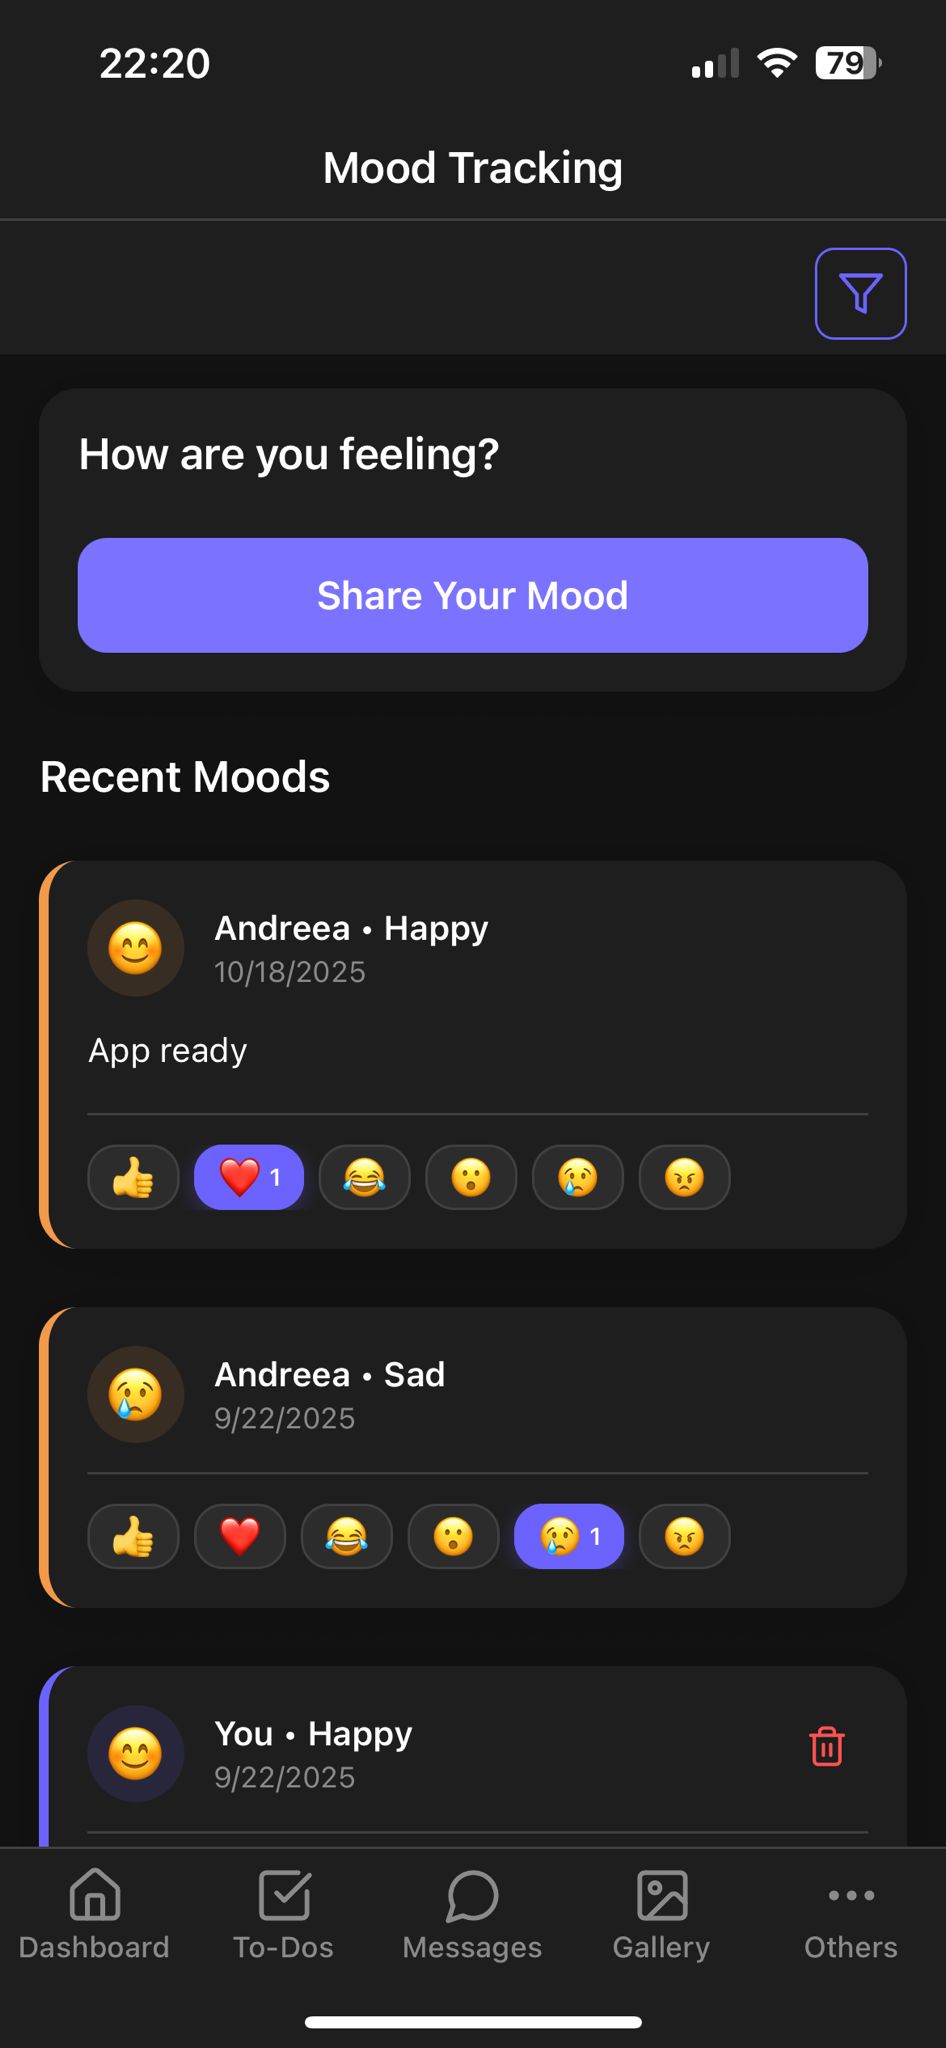 22:20
79
Mood Tracking
How are you feeling?
Share Your Mood
Recent Moods
Andreea • Happy
10/18/2025
App ready
👍 ❤️ 1 😂 😮 😢 😠
Andreea • Sad
9/22/2025
👍 ❤️ 😂 😮 😢 1 😠
You • Happy
9/22/2025
Dashboard To-Dos Messages Gallery Others